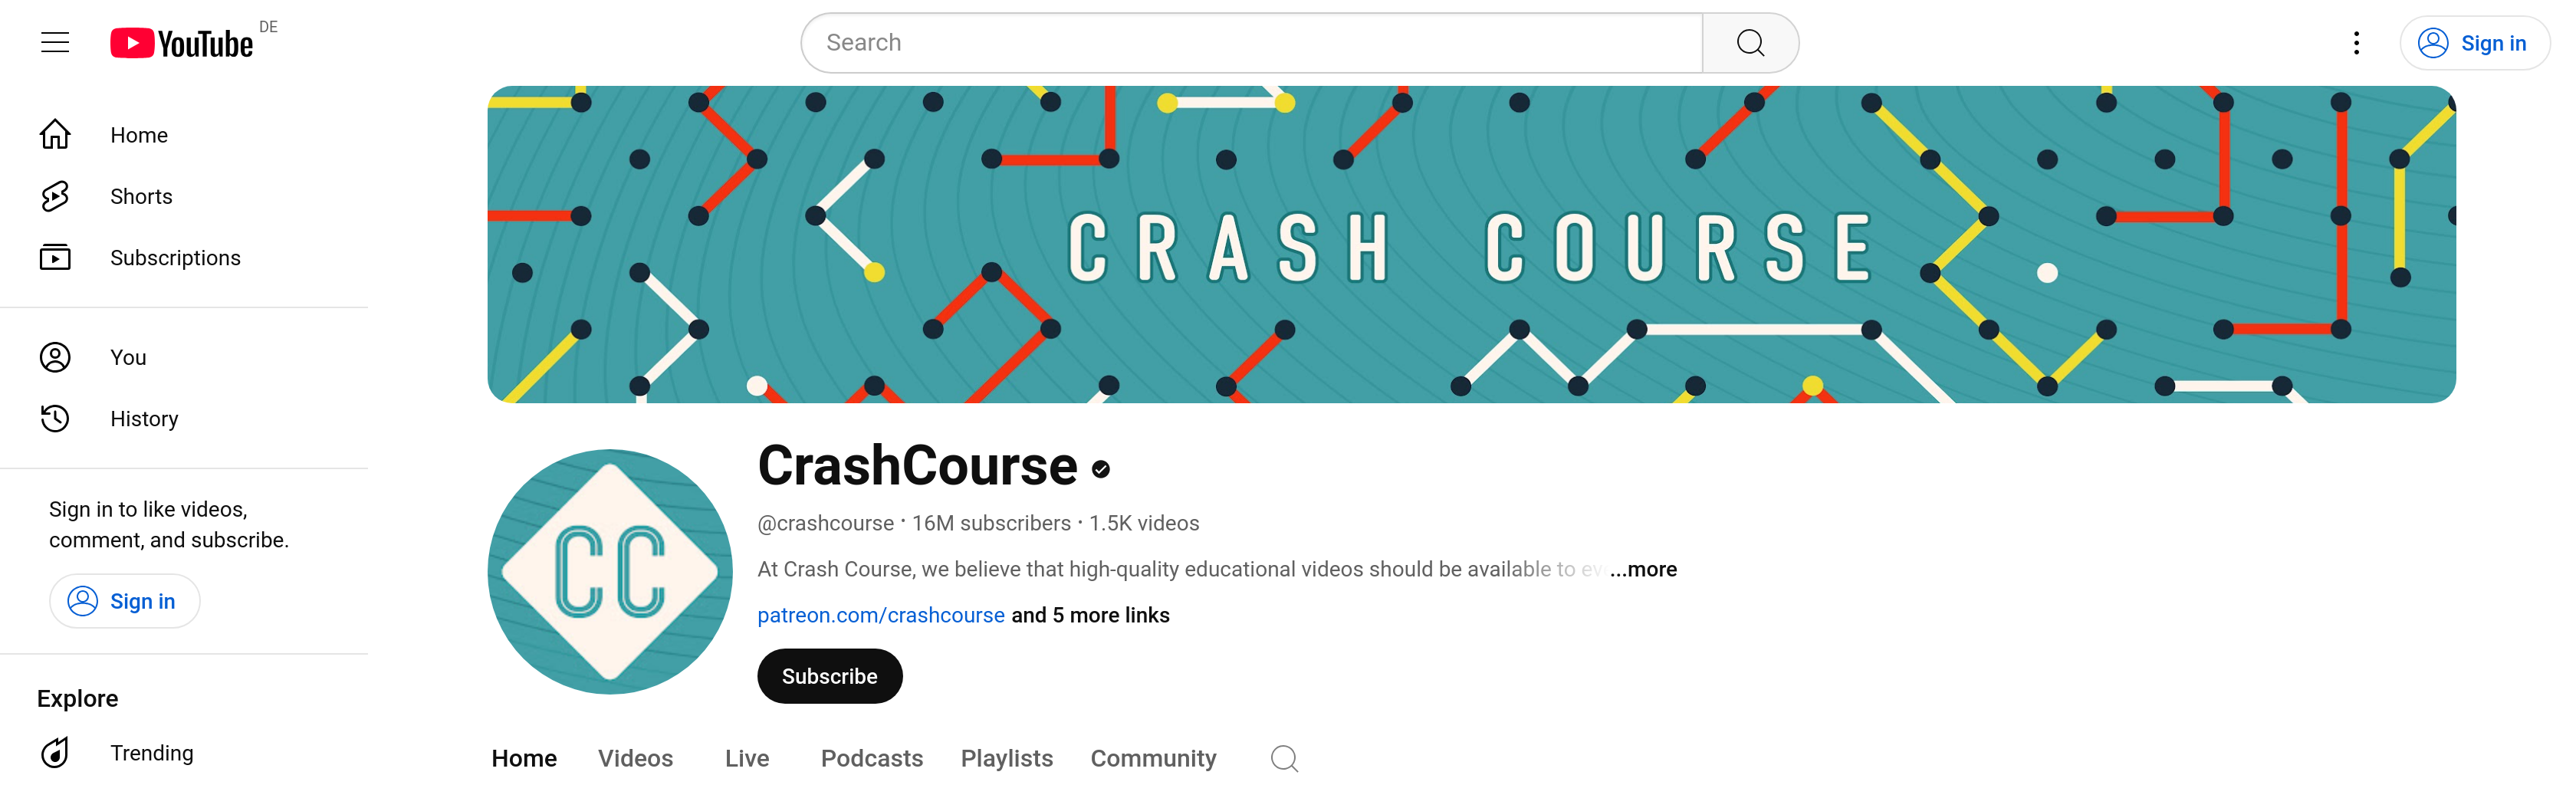 YouTube DE
Search
Sign in
Home
Shorts
Subscriptions
You
History
Sign in to like videos,
comment, and subscribe.
Sign in
Explore
Trending
CRASH COURSE
CC
CrashCourse
@crashcourse • 16M subscribers • 1.5K videos
At Crash Course, we believe that high-quality educational videos should be available to ...more
patreon.com/crashcourse and 5 more links
Subscribe
Home Videos Live Podcasts Playlists Community